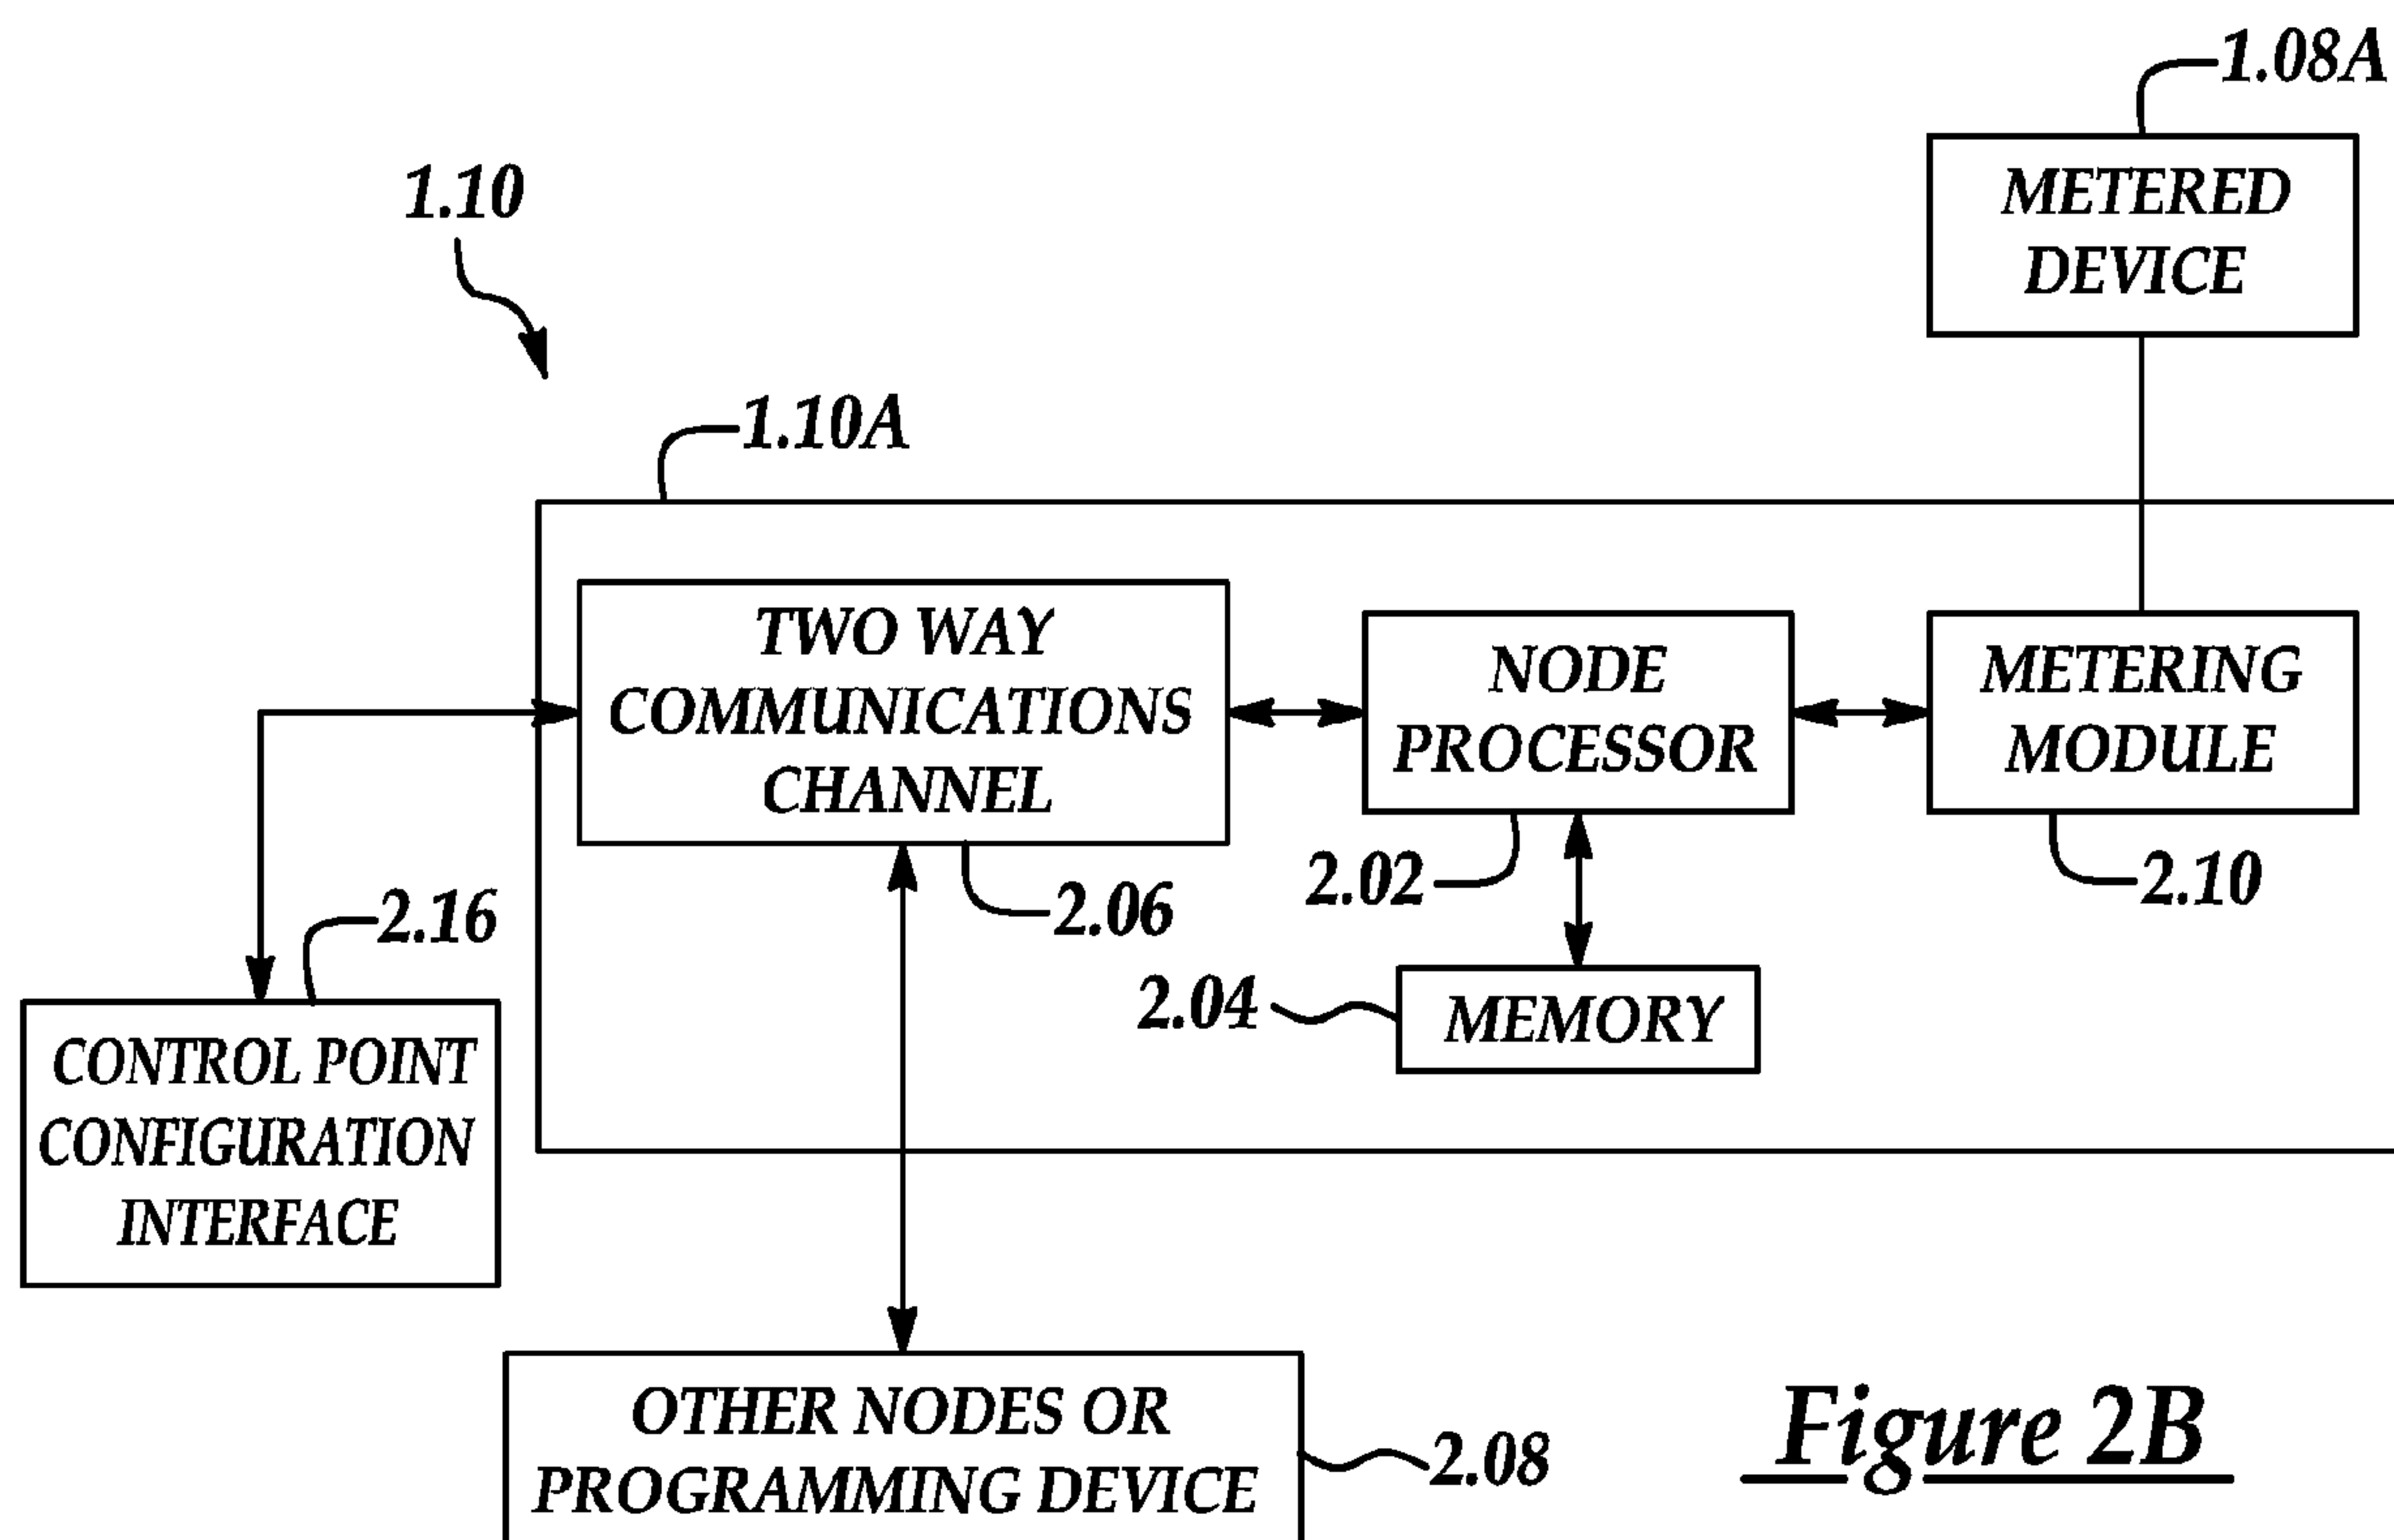 1.08A
METERED
DEVICE
1.10
1.10A
TWO WAY
COMMUNICATIONS
CHANNEL
NODE
PROCESSOR
METERING
MODULE
2.02
2.06
2.10
2.16
2.04
MEMORY
CONTROL POINT
CONFIGURATION
INTERFACE
OTHER NODES OR
PROGRAMMING DEVICE
2.08
Figure 2B